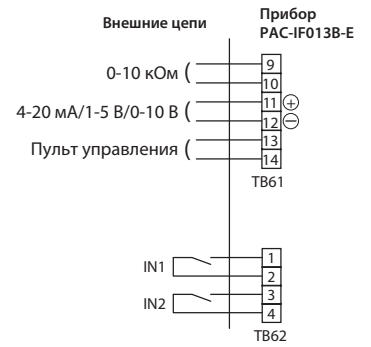 Внешние цепи
Прибор
PAC-IF013B-E
0-10 кОм ( 9
10
4-20 мА/1-5 В/0-10 В ( 11 +
12 −
Пульт управления ( 13
14
TB61
IN1 1
2
IN2 3
4
TB62